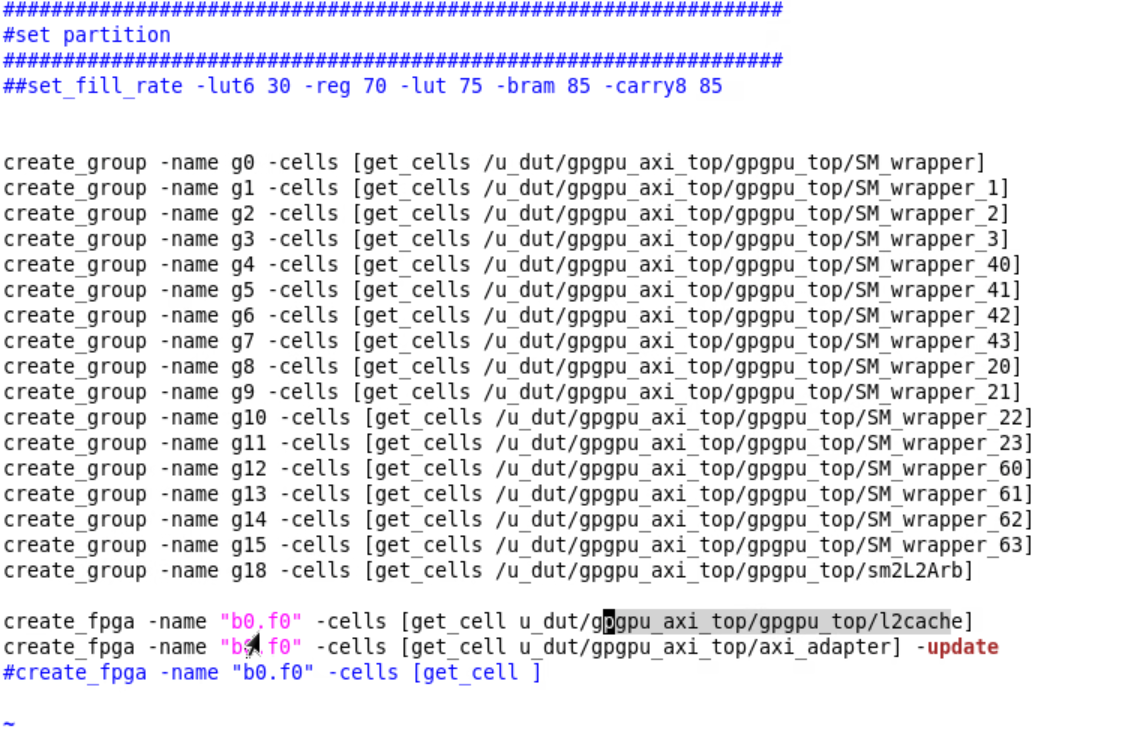 ##################################################################
#set partition
##################################################################
##set_fill_rate -lut6 30 -reg 70 -lut 75 -bram 85 -carry8 85
create_group -name g0 -cells [get_cells /u_dut/gpgpu_axi_top/gpgpu_top/SM_wrapper]
create_group -name g1 -cells [get_cells /u_dut/gpgpu_axi_top/gpgpu_top/SM_wrapper_1]
create_group -name g2 -cells [get_cells /u_dut/gpgpu_axi_top/gpgpu_top/SM_wrapper_2]
create_group -name g3 -cells [get_cells /u_dut/gpgpu_axi_top/gpgpu_top/SM_wrapper_3]
create_group -name g4 -cells [get_cells /u_dut/gpgpu_axi_top/gpgpu_top/SM_wrapper_40]
create_group -name g5 -cells [get_cells /u_dut/gpgpu_axi_top/gpgpu_top/SM_wrapper_41]
create_group -name g6 -cells [get_cells /u_dut/gpgpu_axi_top/gpgpu_top/SM_wrapper_42]
create_group -name g7 -cells [get_cells /u_dut/gpgpu_axi_top/gpgpu_top/SM_wrapper_43]
create_group -name g8 -cells [get_cells /u_dut/gpgpu_axi_top/gpgpu_top/SM_wrapper_20]
create_group -name g9 -cells [get_cells /u_dut/gpgpu_axi_top/gpgpu_top/SM_wrapper_21]
create_group -name g10 -cells [get_cells /u_dut/gpgpu_axi_top/gpgpu_top/SM_wrapper_22]
create_group -name g11 -cells [get_cells /u_dut/gpgpu_axi_top/gpgpu_top/SM_wrapper_23]
create_group -name g12 -cells [get_cells /u_dut/gpgpu_axi_top/gpgpu_top/SM_wrapper_60]
create_group -name g13 -cells [get_cells /u_dut/gpgpu_axi_top/gpgpu_top/SM_wrapper_61]
create_group -name g14 -cells [get_cells /u_dut/gpgpu_axi_top/gpgpu_top/SM_wrapper_62]
create_group -name g15 -cells [get_cells /u_dut/gpgpu_axi_top/gpgpu_top/SM_wrapper_63]
create_group -name g18 -cells [get_cells /u_dut/gpgpu_axi_top/gpgpu_top/sm2L2Arb]
create_fpga -name "b0.f0" -cells [get_cell u_dut/gpgpu_axi_top/gpgpu_top/l2cache]
create_fpga -name "b0.f0" -cells [get_cell u_dut/gpgpu_axi_top/axi_adapter] -update
#create_fpga -name "b0.f0" -cells [get_cell ]
~